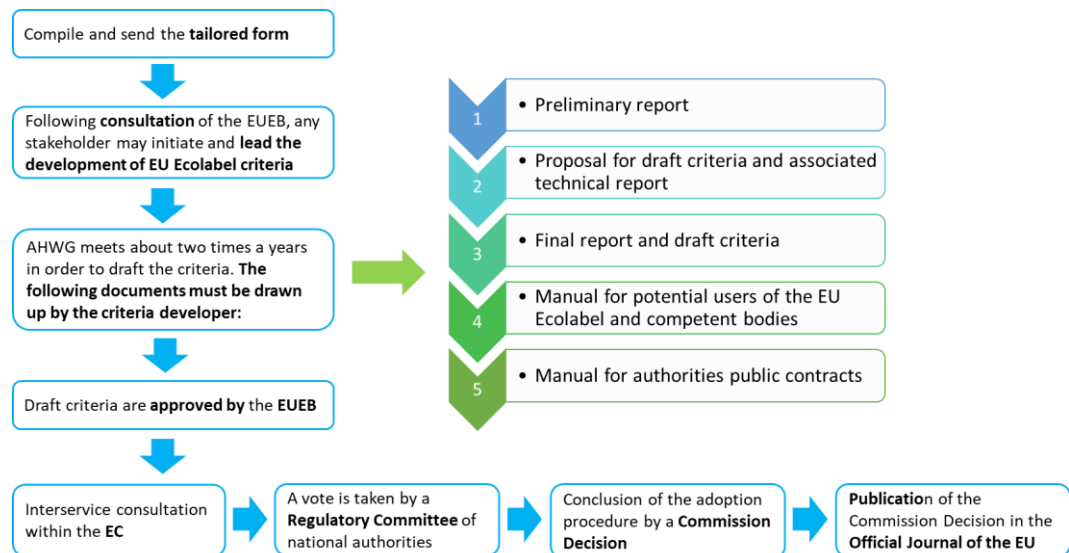 Compile and send the tailored form
Following consultation of the EUEB, any
stakeholder may initiate and lead the
development of EU Ecolabel criteria
AHWG meets about two times a years
in order to draft the criteria. The
following documents must be drawn
up by the criteria developer:
1
• Preliminary report
2
• Proposal for draft criteria and associated
technical report
3
• Final report and draft criteria
4
• Manual for potential users of the EU
Ecolabel and competent bodies
5
• Manual for authorities public contracts
Draft criteria are approved by the EUEB
Interservice consultation
within the EC
A vote is taken by a
Regulatory Committee of
national authorities
Conclusion of the adoption
procedure by a Commission
Decision
Publication of the
Commission Decision in the
Official Journal of the EU